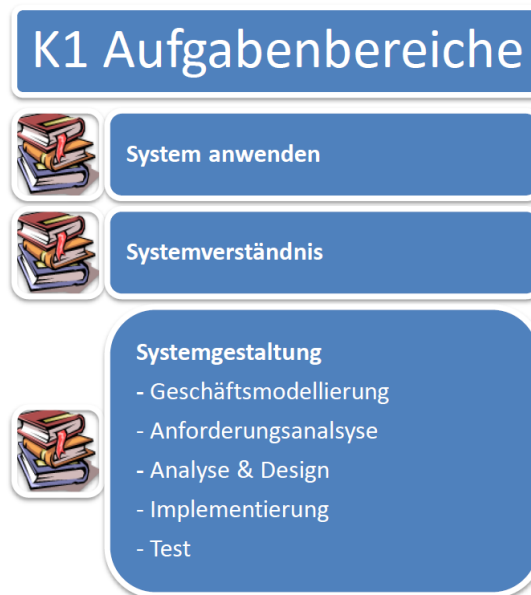 K1 Aufgabenbereiche
System anwenden
Systemverständnis
Systemgestaltung
- Geschäftsmodellierung
- Anforderungsanalsyse
- Analyse & Design
- Implementierung
- Test